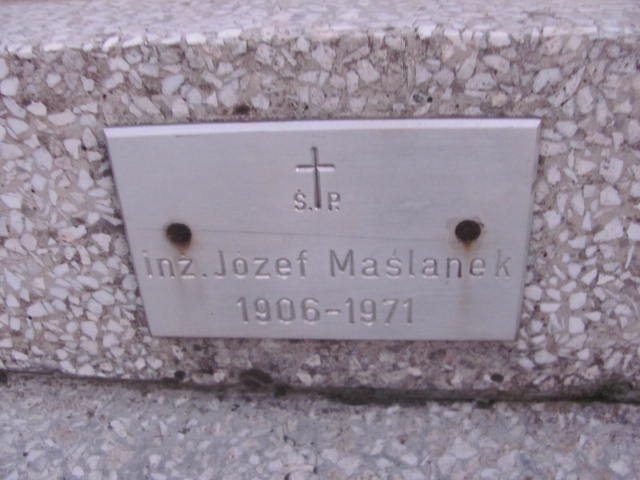 Ś.P.
inż. Józef Maślanek
1906-1971